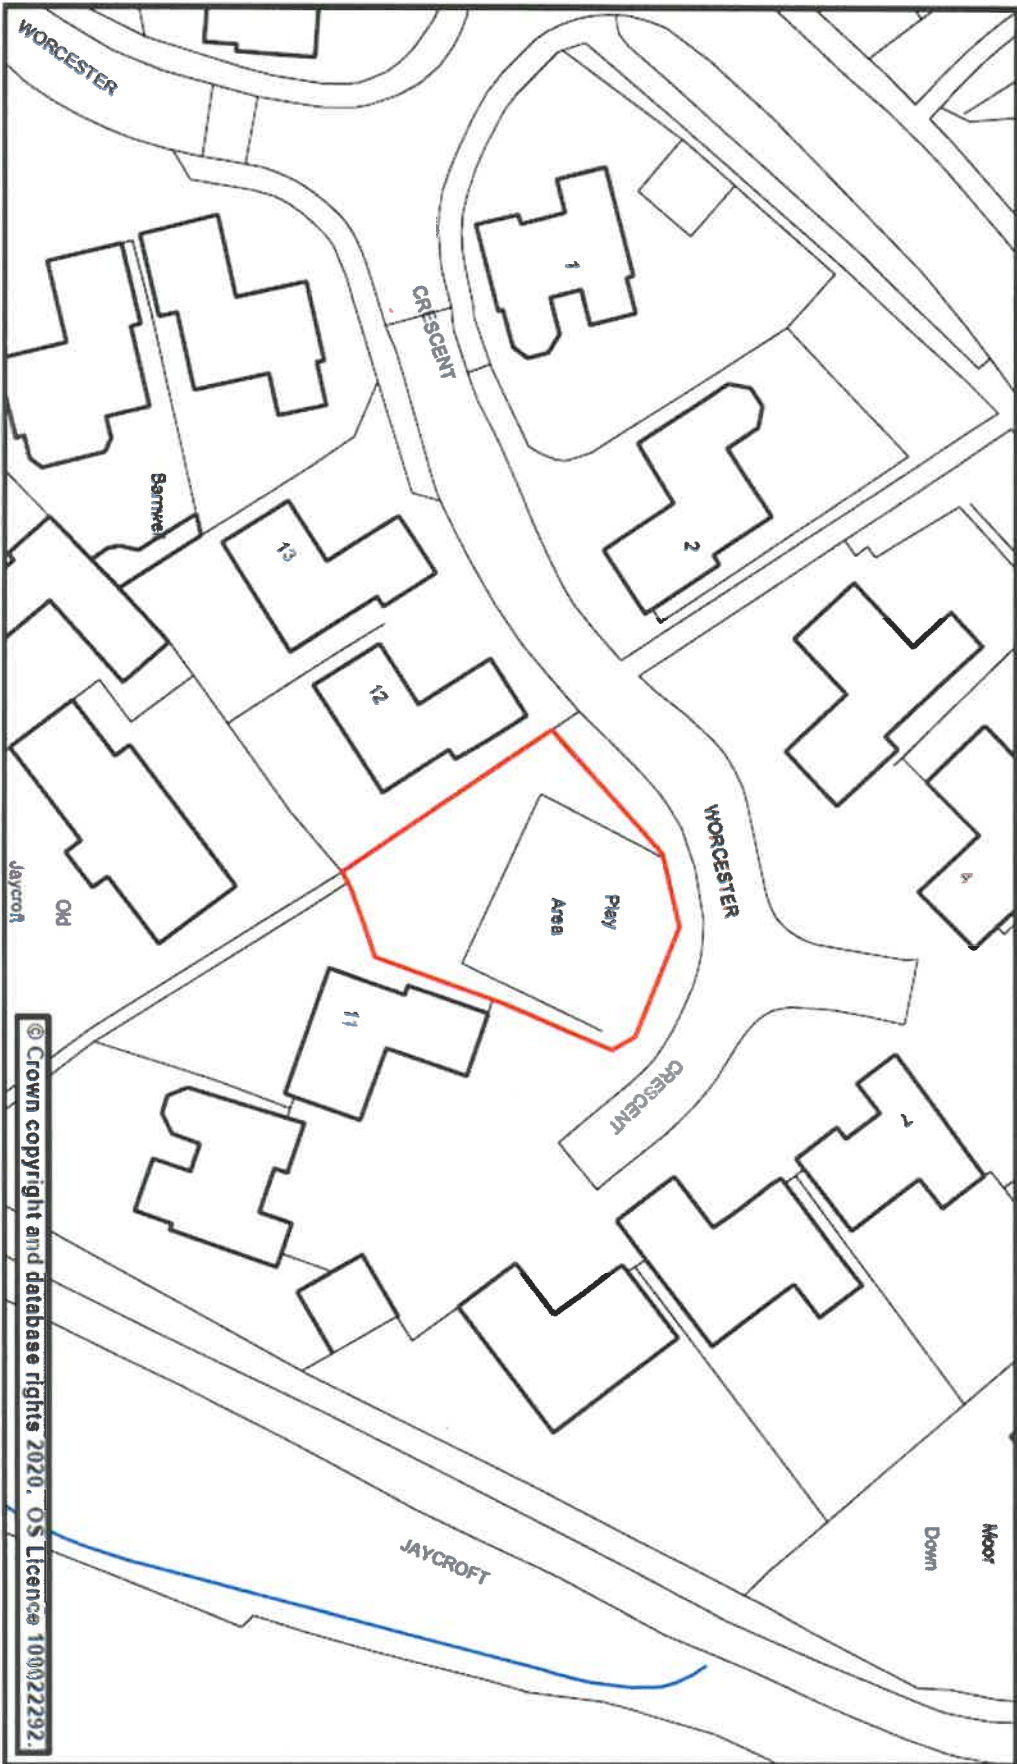 WORCESTER
CRESCENT
1
2
Barnwell
13
12
4
WORCESTER
Play
Area
Old
Jaycroft
11
CRESCENT
7
Moor
Down
JAYCROFT
© Crown copyright and database rights 2020. OS Licence 100022292.